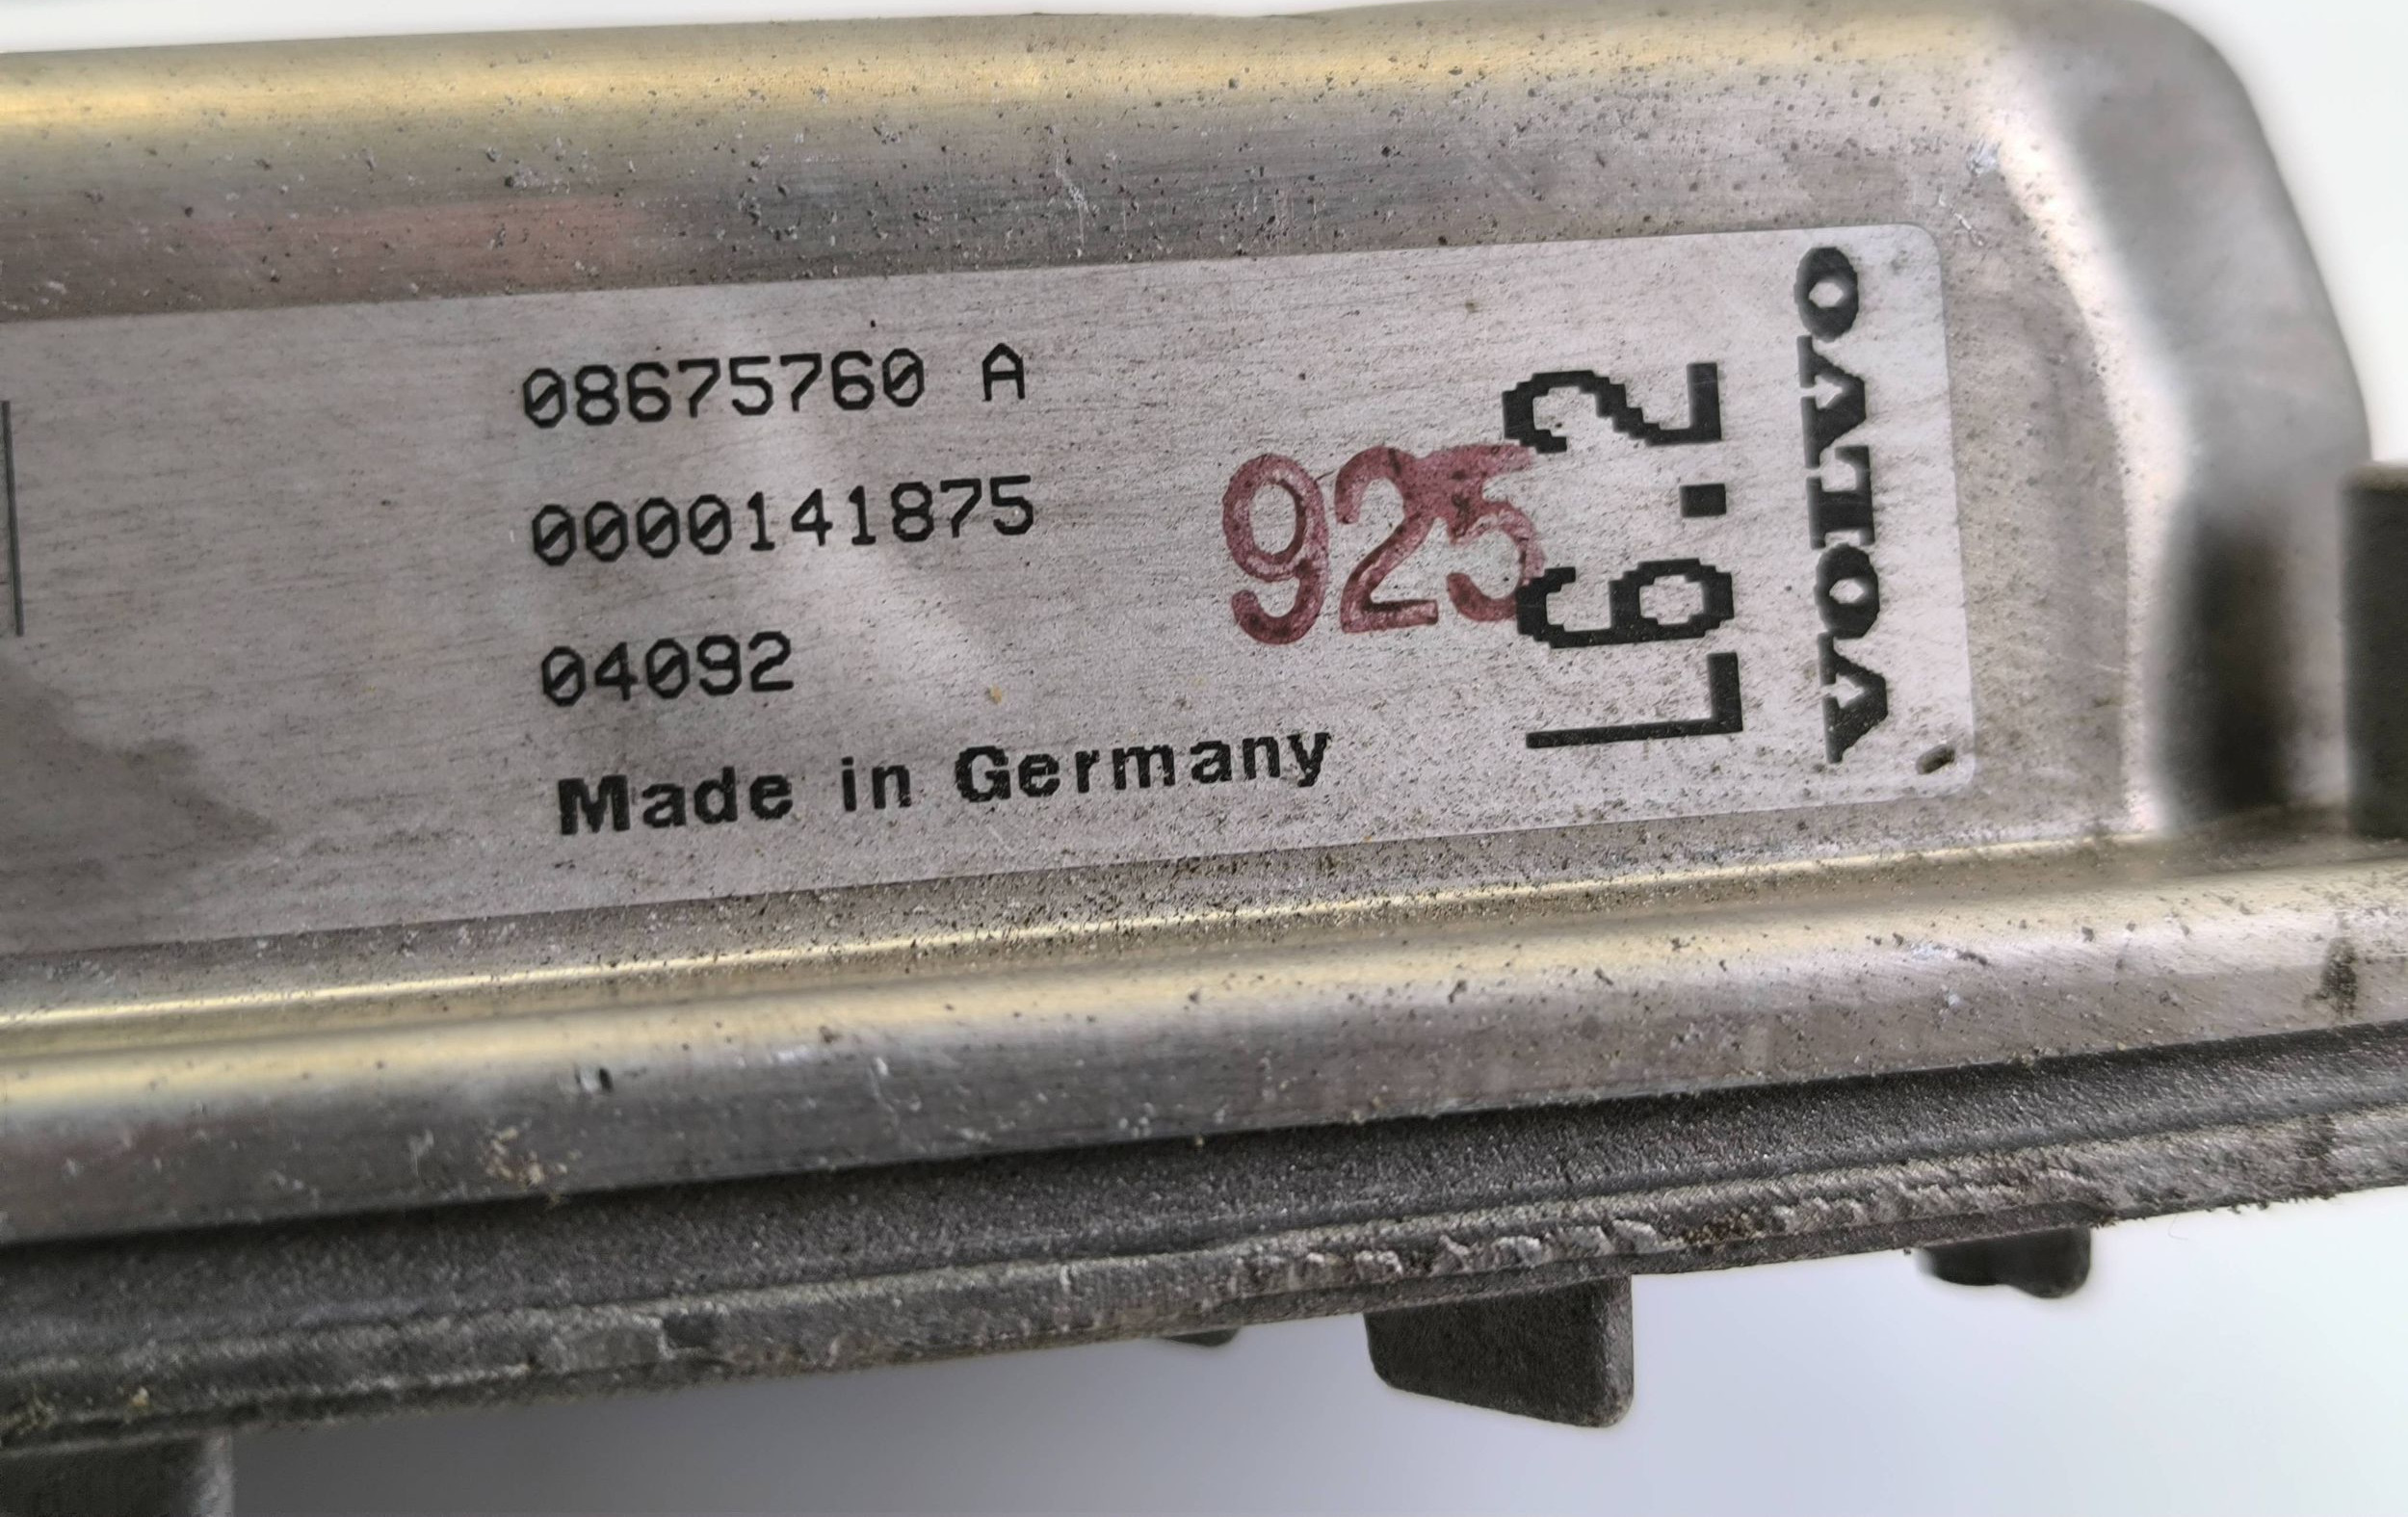 08675760 A
0000141875
04092
Made in Germany
925
L6.2
VOLVO